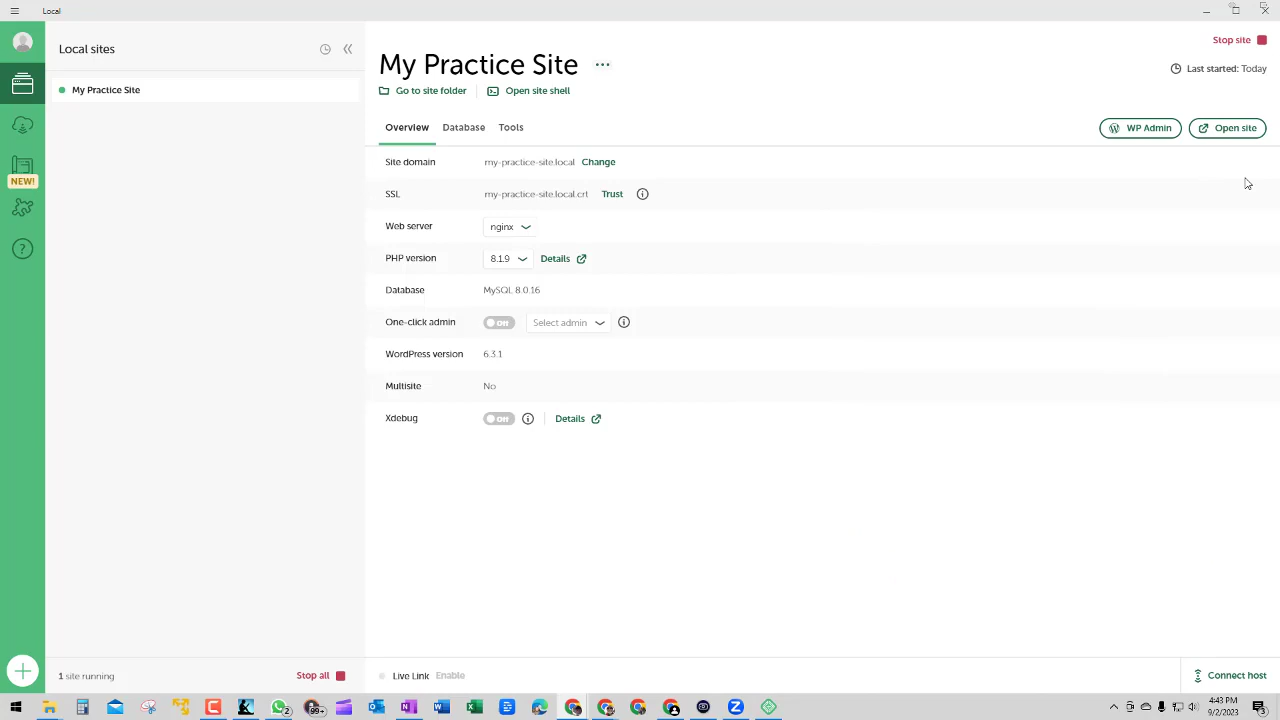 Local
Local sites
My Practice Site
NEW!
1 site running
Stop all
My Practice Site
Stop site
Last started: Today
Go to site folder
Open site shell
Overview
Database
Tools
WP Admin
Open site
Site domain my-practice-site.local Change
SSL my-practice-site.local.crt Trust
Web server nginx
PHP version 8.1.9 Details
Database MySQL 8.0.16
One-click admin Off Select admin
WordPress version 6.3.1
Multisite No
Xdebug Off Details
Live Link Enable
Connect host
2
99+
4:43 PM
9/2/2023